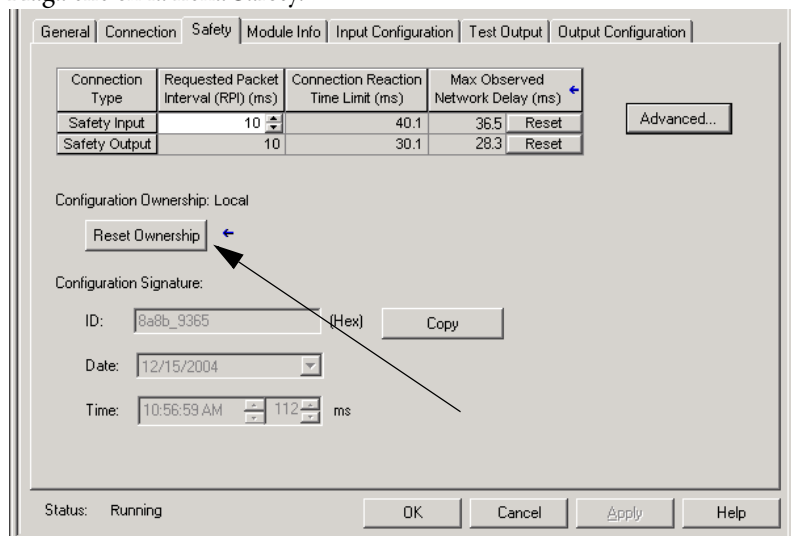 General Connection Safety Module Info Input Configuration Test Output Output Configuration
Connection Type Requested Packet Interval (RPI) (ms) Connection Reaction Time Limit (ms) Max Observed Network Delay (ms)
Safety Input 10 40.1 36.5 Reset
Safety Output 10 30.1 28.3 Reset
Advanced...
Configuration Ownership: Local
Reset Ownership
Configuration Signature:
ID: 8a8b_9365 (Hex) Copy
Date: 12/15/2004
Time: 10:56:59 AM 112 ms
Status: Running OK Cancel Apply Help